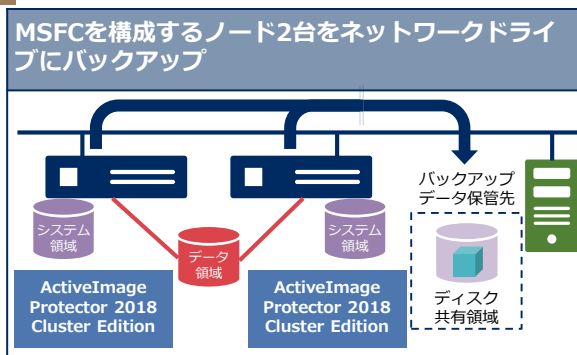 MSFCを構成するノード2台をネットワークドライ
ブにバックアップ
バックアップ
データ保管先
システム
領域
データ
領域
システム
領域
ディスク
共有領域
ActiveImage
Protector 2018
Cluster Edition
ActiveImage
Protector 2018
Cluster Edition